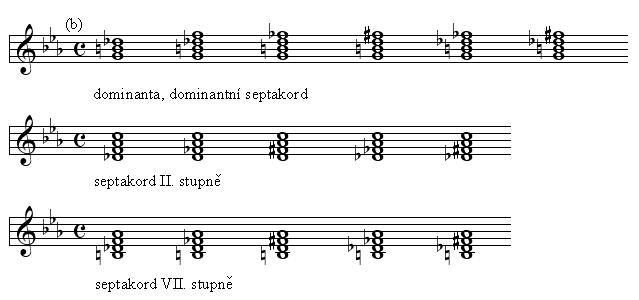 (b)
dominanta, dominantní septakord
septakord II. stupně
septakord VII. stupně